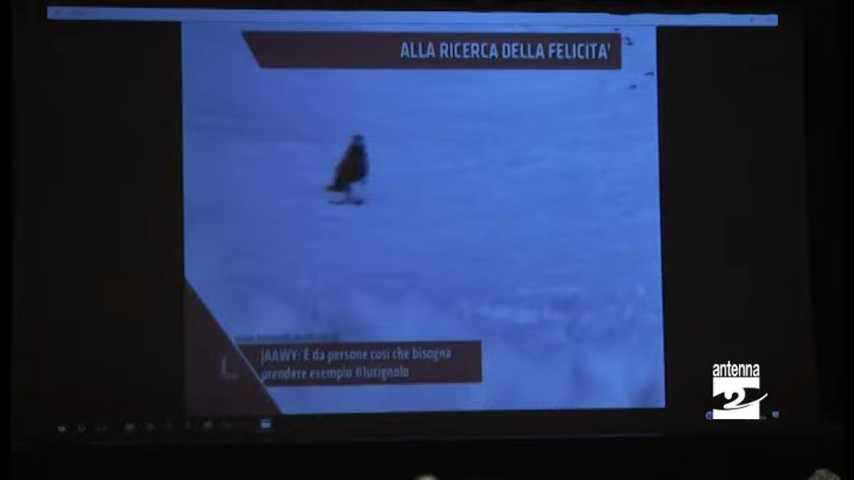 ALLA RICERCA DELLA FELICITA'
JAAWY: È da persone così che bisogna
prendere esempio #lucignolo
antenna
2